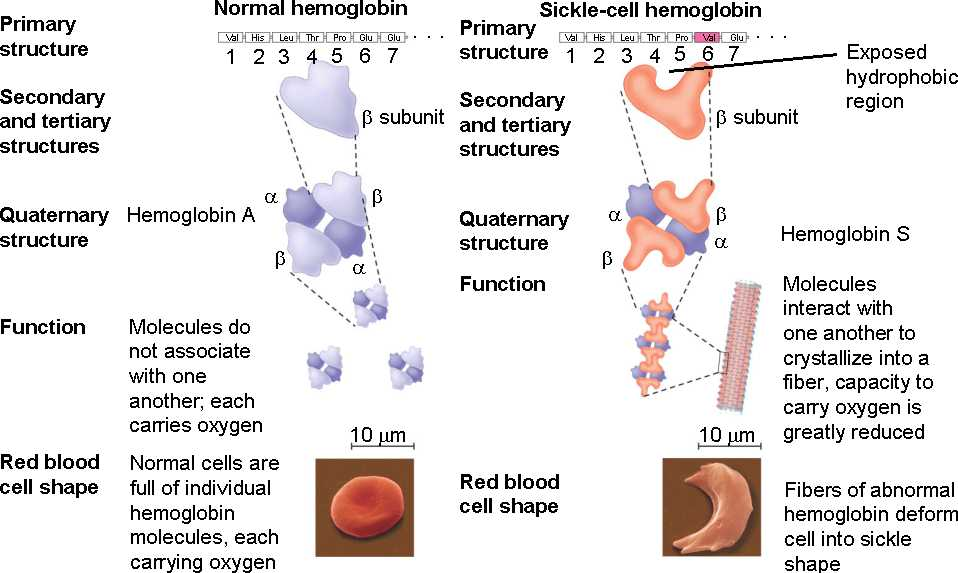 Normal hemoglobin
Primary
structure
Val His Leu Thr Pro Glu Glu . . .
1 2 3 4 5 6 7
Secondary
and tertiary
structures
β subunit
Quaternary
structure
Hemoglobin A
α
β
β
α
Function
Molecules do
not associate
with one
another; each
carries oxygen
10 μm
Red blood
cell shape
Normal cells are
full of individual
hemoglobin
molecules, each
carrying oxygen
Sickle-cell hemoglobin
Primary
structure
Val His Leu Thr Pro Val Glu . . .
1 2 3 4 5 6 7
Exposed
hydrophobic
region
Secondary
and tertiary
structures
β subunit
Quaternary
structure
α
β
β
α
Hemoglobin S
Function
Molecules
interact with
one another to
crystallize into a
fiber, capacity to
carry oxygen is
greatly reduced
10 μm
Red blood
cell shape
Fibers of abnormal
hemoglobin deform
cell into sickle
shape